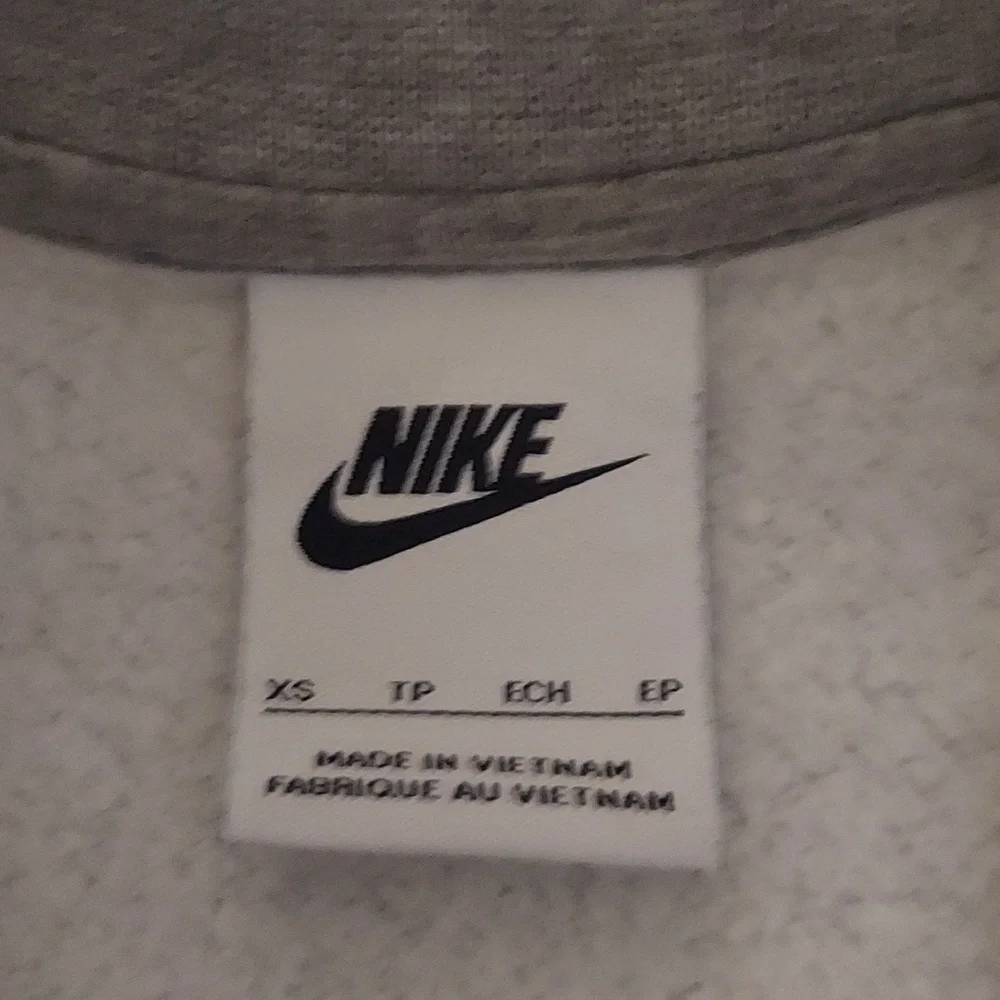 NIKE
XS TP ECH EP
MADE IN VIETNAM
FABRIQUE AU VIETNAM